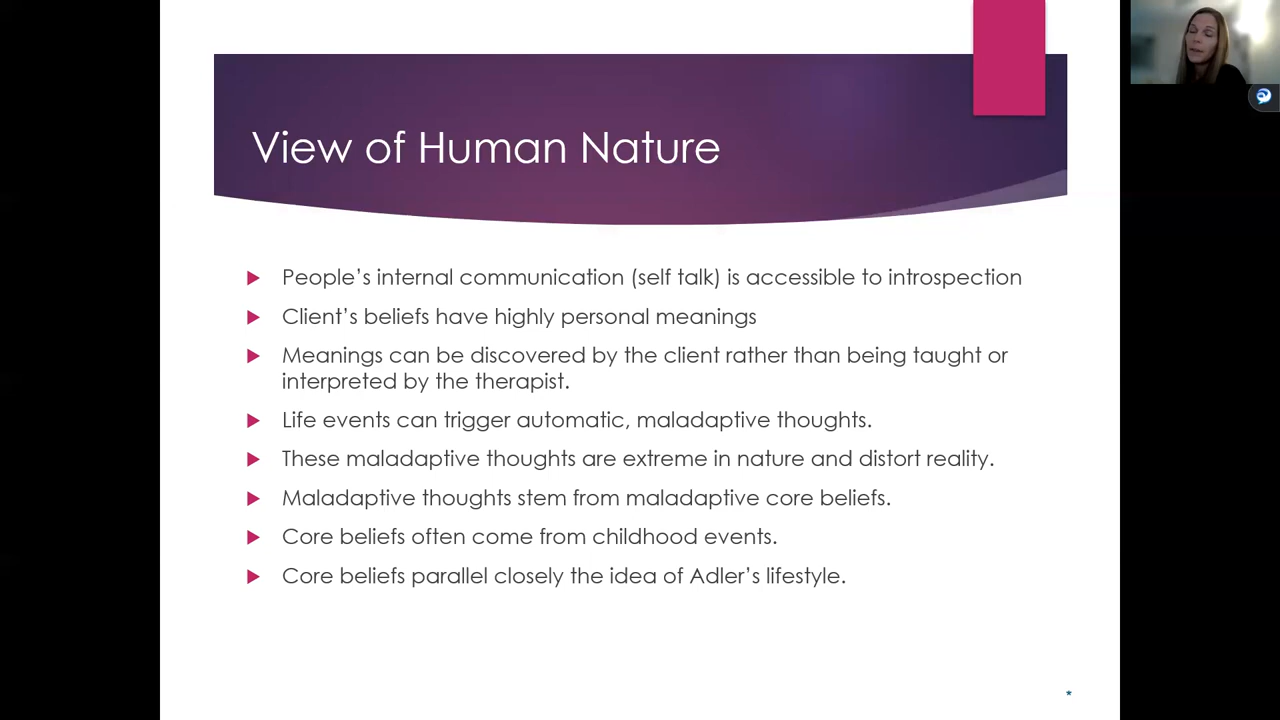 View of Human Nature
People’s internal communication (self talk) is accessible to introspection
Client’s beliefs have highly personal meanings
Meanings can be discovered by the client rather than being taught or
interpreted by the therapist.
Life events can trigger automatic, maladaptive thoughts.
These maladaptive thoughts are extreme in nature and distort reality.
Maladaptive thoughts stem from maladaptive core beliefs.
Core beliefs often come from childhood events.
Core beliefs parallel closely the idea of Adler’s lifestyle.
*